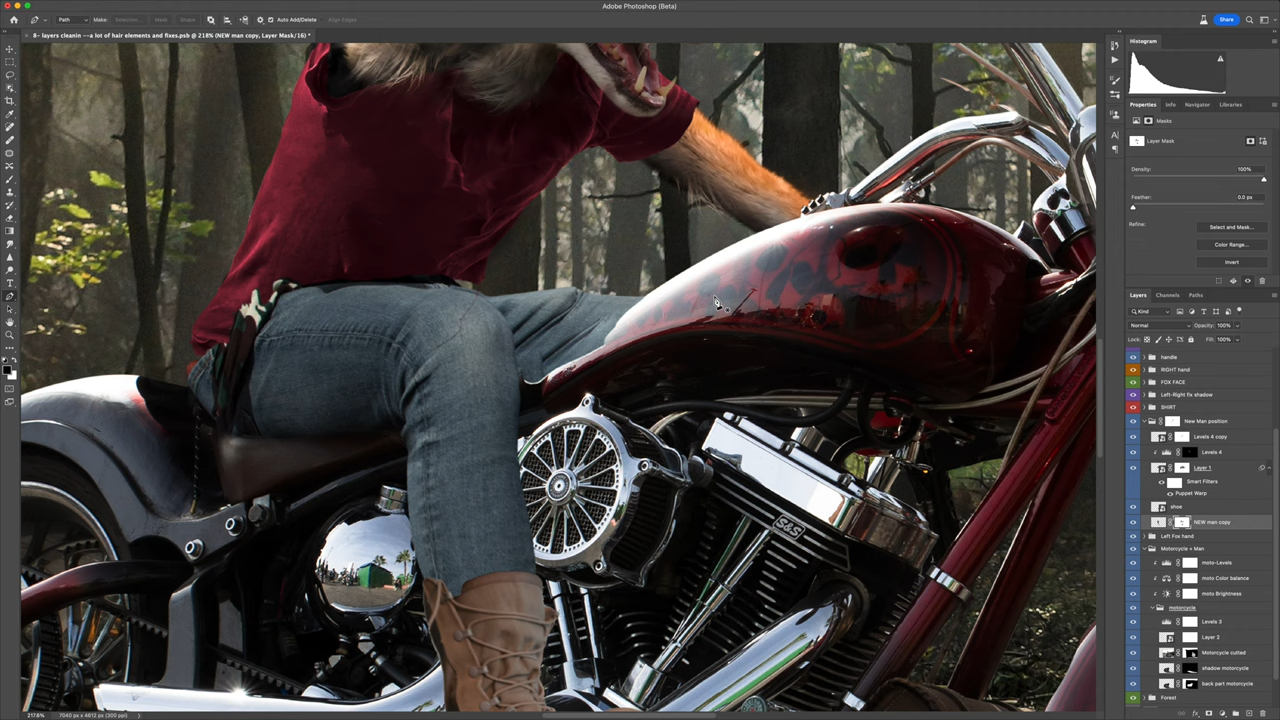 Adobe Photoshop (Beta)
Path Make: Selection... Mask Shape Auto Add/Delete Align Edges Share
8- layers cleanin --a lot of hair elements and fixes.psb @ 218% (NEW man copy, Layer Mask/16) *
Histogram
Properties Info Navigator Libraries
Masks
Layer Mask
Density: 100%
Feather: 0.0 px
Refine: Select and Mask...
Color Range...
Invert
Layers Channels Paths
Kind
Normal Opacity: 100%
Lock: Fill: 100%
handle
RIGHT hand
FOX FACE
Left-Right fix shadow
SHIRT
New Man position
Levels 4 copy
Levels 4
Layer 1
Smart Filters
Puppet Warp
shoe
NEW man copy
Left Fox hand
Motorcycle + Man
moto-Levels
moto Color balance
moto Brightness
motorcycle
Levels 3
Layer 2
Motorcycle cutted
shadow motorcycle
back part motorcycle
Forest
S&S
217.8% 7040 px x 4612 px (300 ppi)